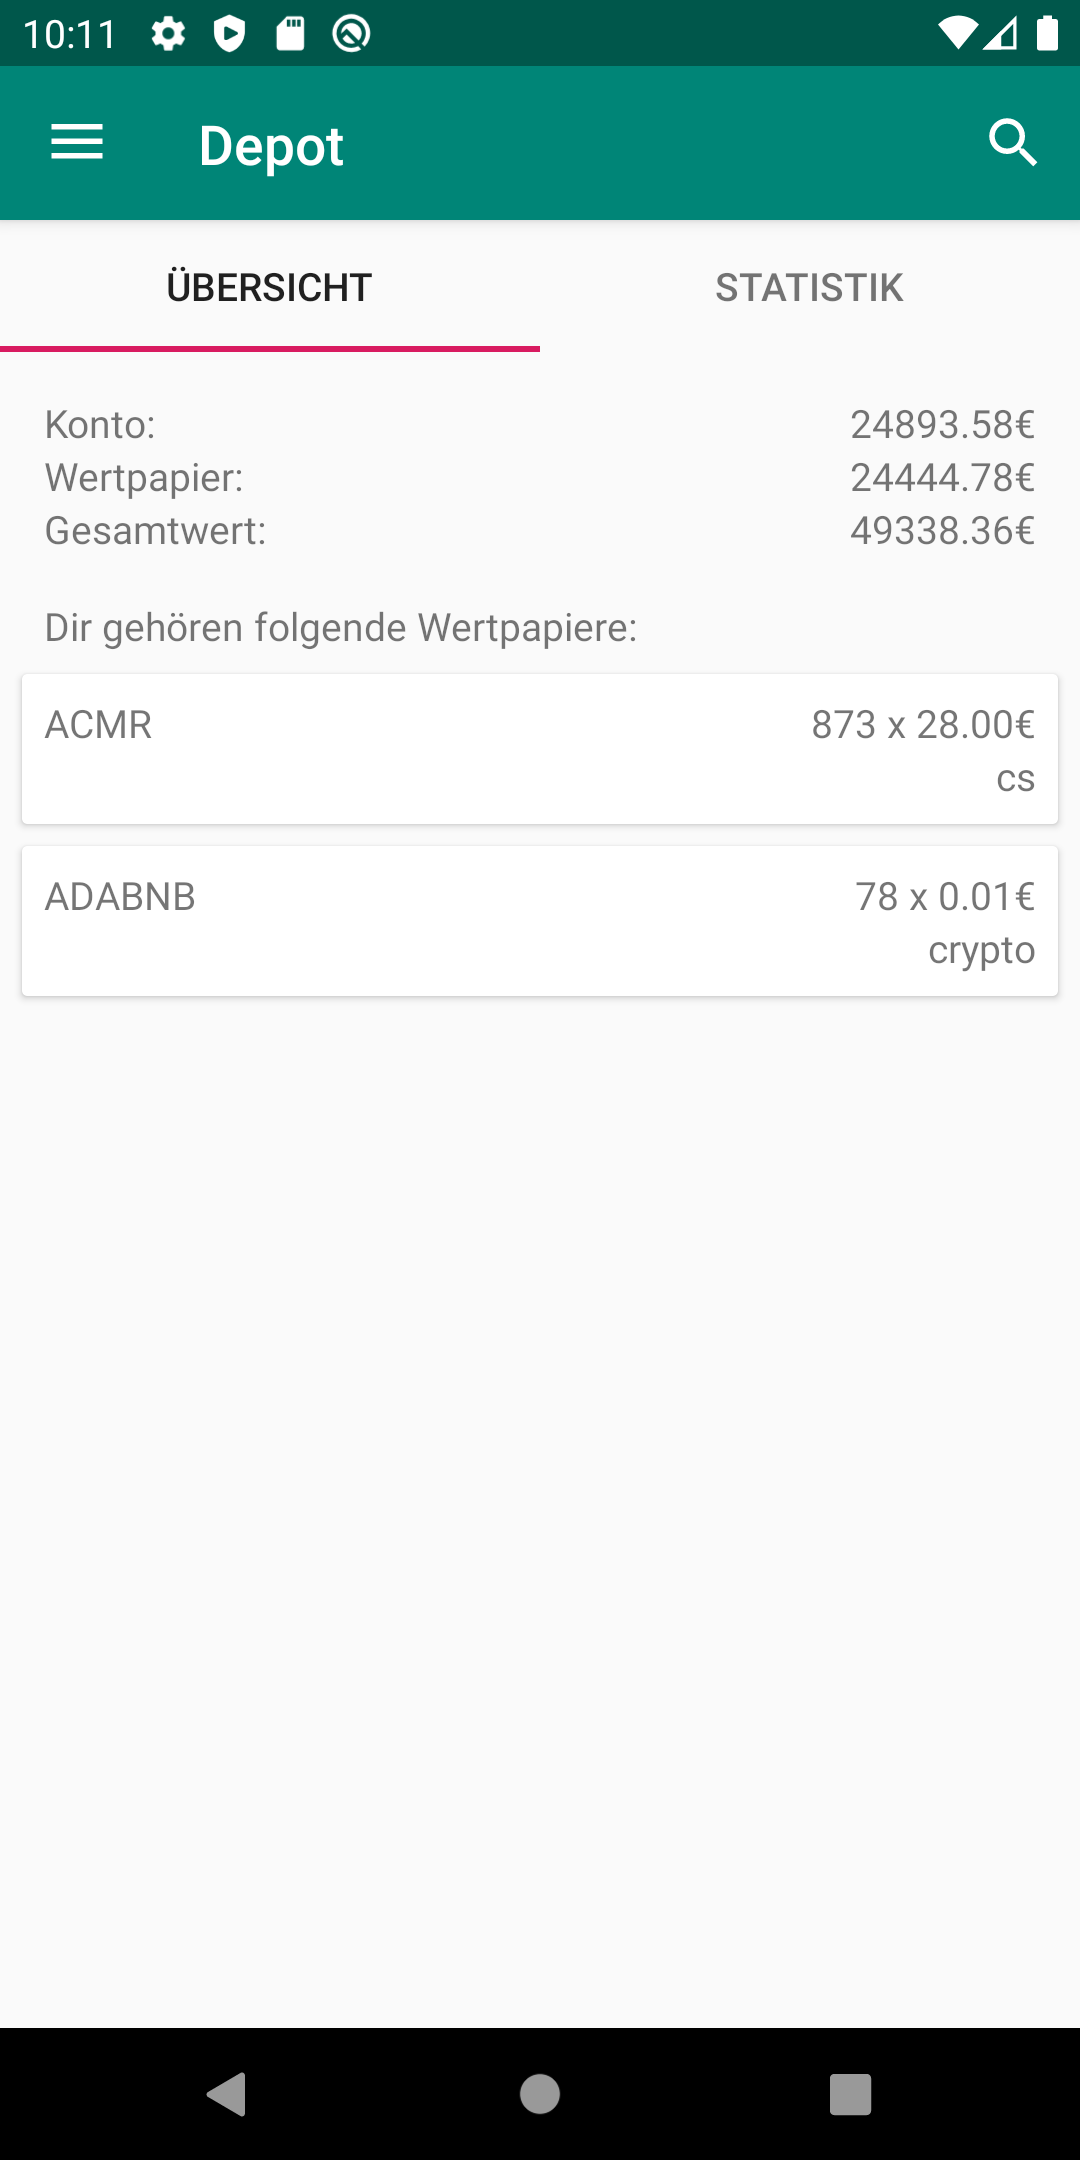 10:11
Depot
ÜBERSICHT STATISTIK
Konto: 24893.58€
Wertpapier: 24444.78€
Gesamtwert: 49338.36€
Dir gehören folgende Wertpapiere:
ACMR 873 x 28.00€
cs
ADABNB 78 x 0.01€
crypto